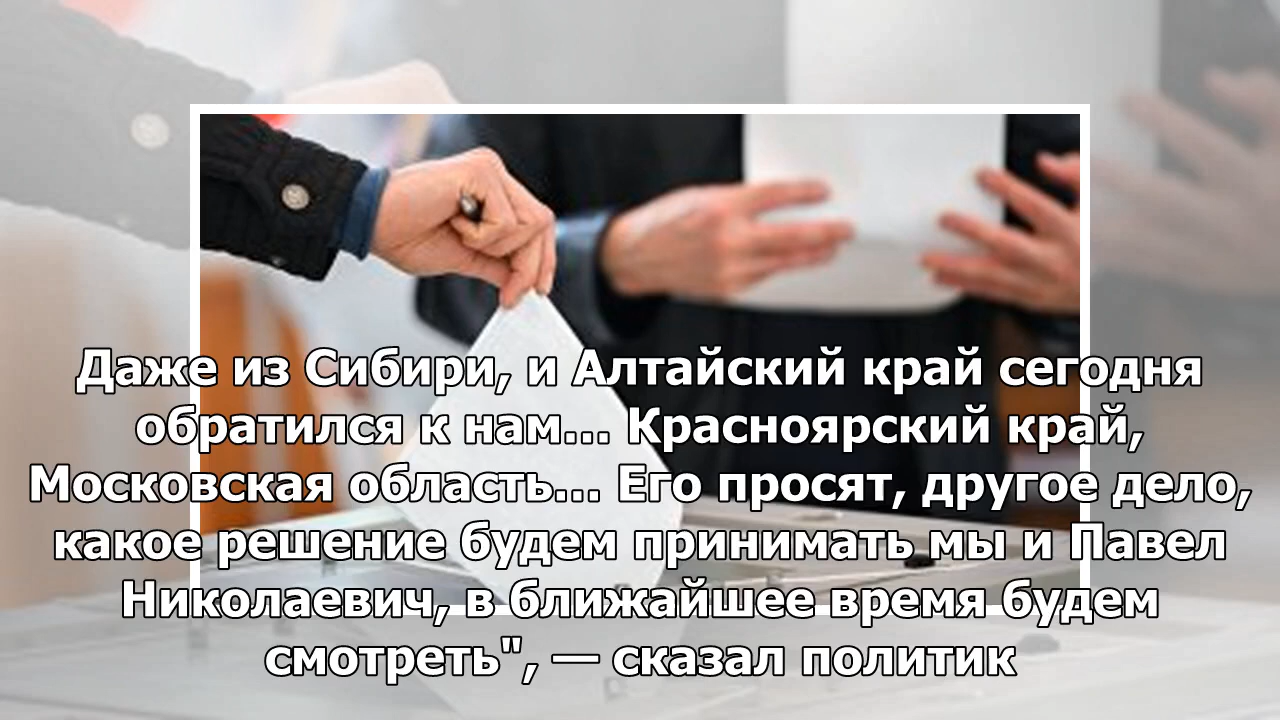 Даже из Сибири, и Алтайский край сегодня
обратился к нам... Красноярский край,
Московская область... Его просят, другое дело,
какое решение будем принимать мы и Павел
Николаевич, в ближайшее время будем
смотреть", — сказал политик